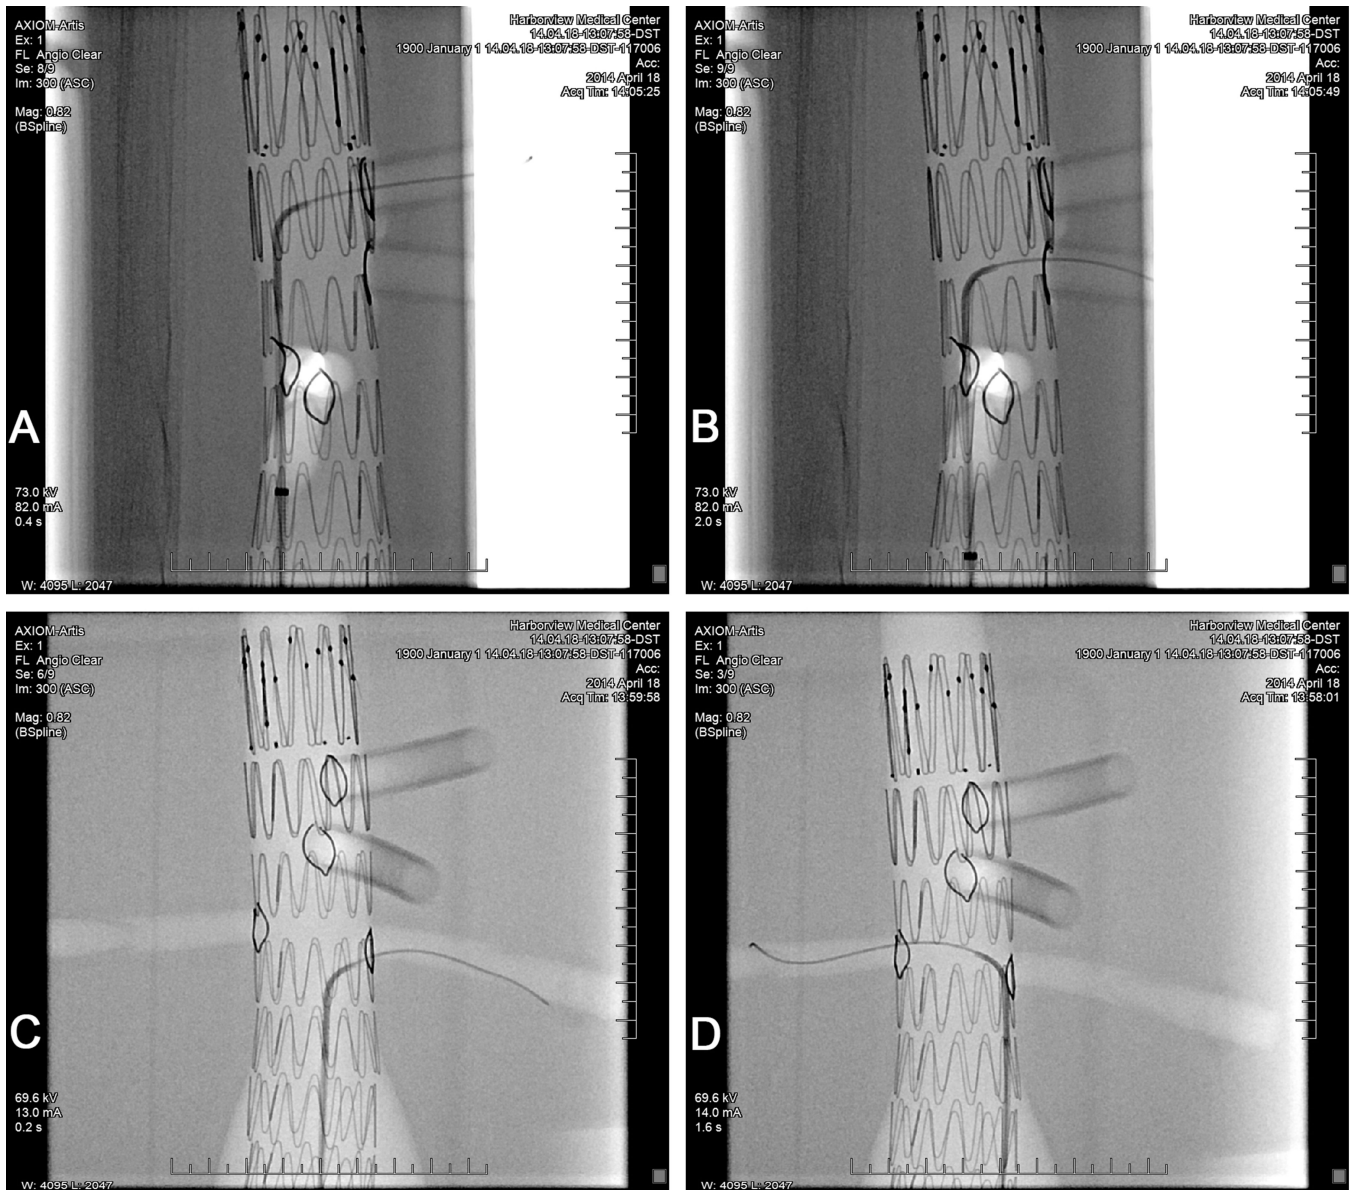 AXIOM-Artis
Ex: 1
FL Angio Clear
Se: 8/9
Im: 300 (ASC)
Mag: 0.82
(BSpline)
Harborview Medical Center
14.04.18-13:07:58-DST
1900 January 1 14.04.18-13:07:58-DST-117006
Acc:
2014 April 18
Acq Tm: 14:05:25
A
73.0 kV
82.0 mA
0.4 s
W: 4095 L: 2047
AXIOM-Artis
Ex: 1
FL Angio Clear
Se: 9/9
Im: 300 (ASC)
Mag: 0.82
(BSpline)
Harborview Medical Center
14.04.18-13:07:58-DST
1900 January 1 14.04.18-13:07:58-DST-117006
Acc:
2014 April 18
Acq Tm: 14:05:49
B
73.0 kV
82.0 mA
2.0 s
W: 4095 L: 2047
AXIOM-Artis
Ex: 1
FL Angio Clear
Se: 6/9
Im: 300 (ASC)
Mag: 0.82
(BSpline)
Harborview Medical Center
14.04.18-13:07:58-DST
1900 January 1 14.04.18-13:07:58-DST-117006
Acc:
2014 April 18
Acq Tm: 13:59:58
C
69.6 kV
13.0 mA
0.2 s
W: 4095 L: 2047
AXIOM-Artis
Ex: 1
FL Angio Clear
Se: 3/9
Im: 300 (ASC)
Mag: 0.82
(BSpline)
Harborview Medical Center
14.04.18-13:07:58-DST
1900 January 1 14.04.18-13:07:58-DST-117006
Acc:
2014 April 18
Acq Tm: 13:58:01
D
69.6 kV
14.0 mA
1.6 s
W: 4095 L: 2047